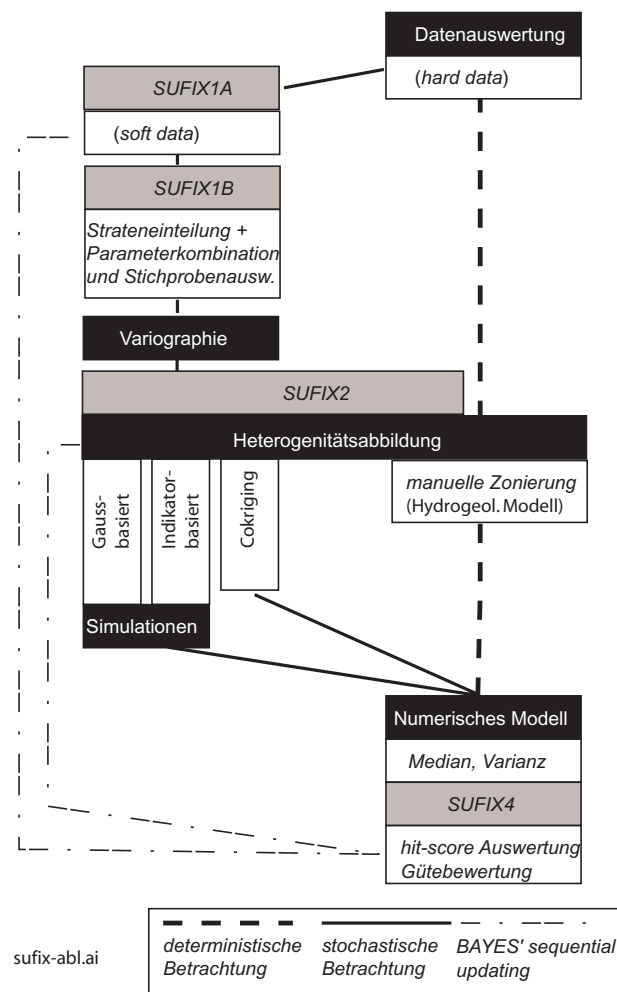 Datenauswertung
(hard data)
SUFIX1A
(soft data)
SUFIX1B
Strateneinteilung +
Parameterkombination
und Stichprobenausw.
Variographie
SUFIX2
Heterogenitätsabbildung
Gauss-
basiert
Indikator-
basiert
Cokriging
manuelle Zonierung
(Hydrogeol. Modell)
Simulationen
Numerisches Modell
Median, Varianz
SUFIX4
hit-score Auswertung
Gütebewertung
sufix-abl.ai
deterministische
Betrachtung
stochastische
Betrachtung
BAYES' sequential
updating